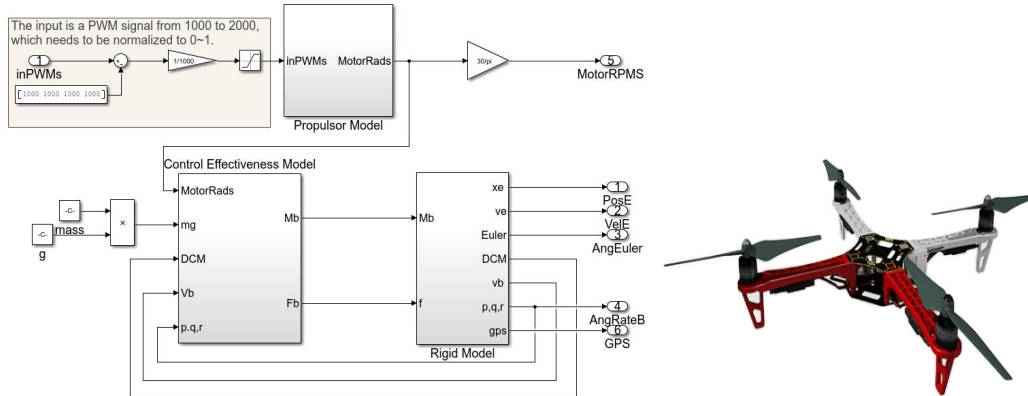 The input is a PWM signal from 1000 to 2000,
which needs to be normalized to 0~1.
1
inPWMs
1/1000
[1000 1000 1000 1000]
inPWMs
MotorRads
Propulsor Model
30/pi
5
MotorRPMS
Control Effectiveness Model
MotorRads
mg
DCM
Vb
p.q,r
Mb
Fb
-C-
mass
-C-
g
×
Mb
f
xe
ve
Euler
DCM
vb
p,q,r
gps
Rigid Model
1
PosE
2
VelE
3
AngEuler
4
AngRateB
6
GPS